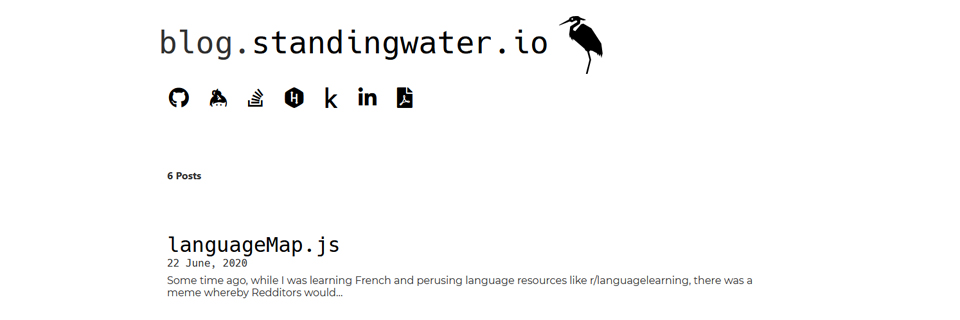 blog.standingwater.io
k
in
6 Posts
languageMap.js
22 June, 2020
Some time ago, while I was learning French and perusing language resources like r/languagelearning, there was a
meme whereby Redditors would...